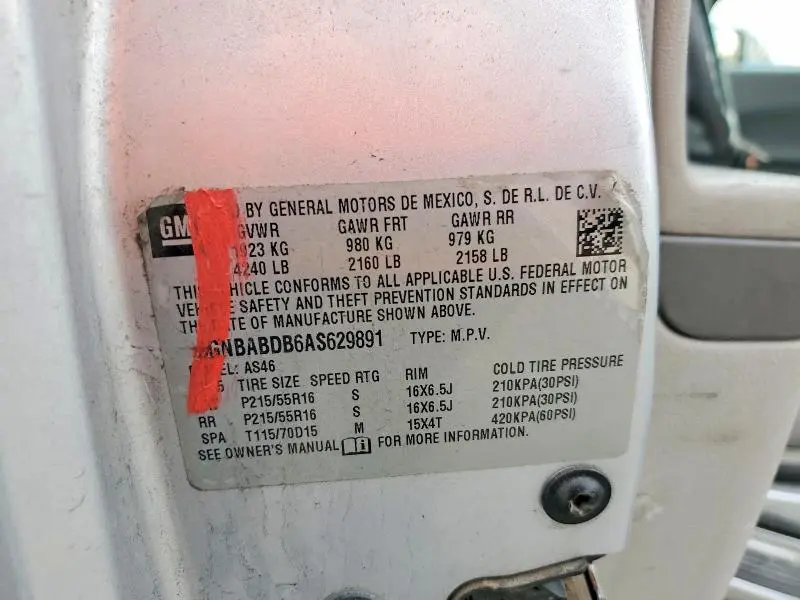 GM
BY GENERAL MOTORS DE MEXICO, S. DE R.L. DE C.V.
GVWR GAWR FRT GAWR RR
923 KG 980 KG 979 KG
4240 LB 2160 LB 2158 LB
THIS VEHICLE CONFORMS TO ALL APPLICABLE U.S. FEDERAL MOTOR
SAFETY AND THEFT PREVENTION STANDARDS IN EFFECT ON
DATE OF MANUFACTURE SHOWN ABOVE.
GNBABDB6AS629891 TYPE: M.P.V.
AS46
TIRE SIZE SPEED RTG RIM COLD TIRE PRESSURE
P215/55R16 S 16X6.5J 210KPA(30PSI)
RR P215/55R16 S 16X6.5J 210KPA(30PSI)
SPA T115/70D15 M 15X4T 420KPA(60PSI)
SEE OWNER'S MANUAL FOR MORE INFORMATION.